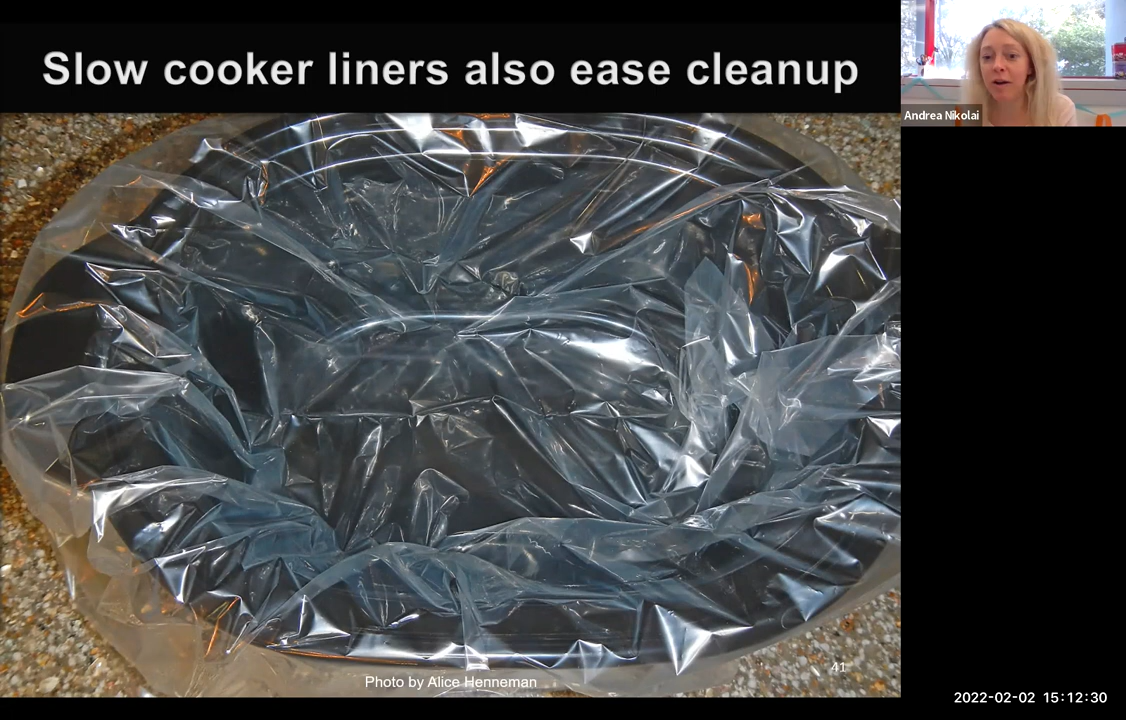 Slow cooker liners also ease cleanup
Andrea Nikolai
41
Photo by Alice Henneman
2022-02-02 15:12:30